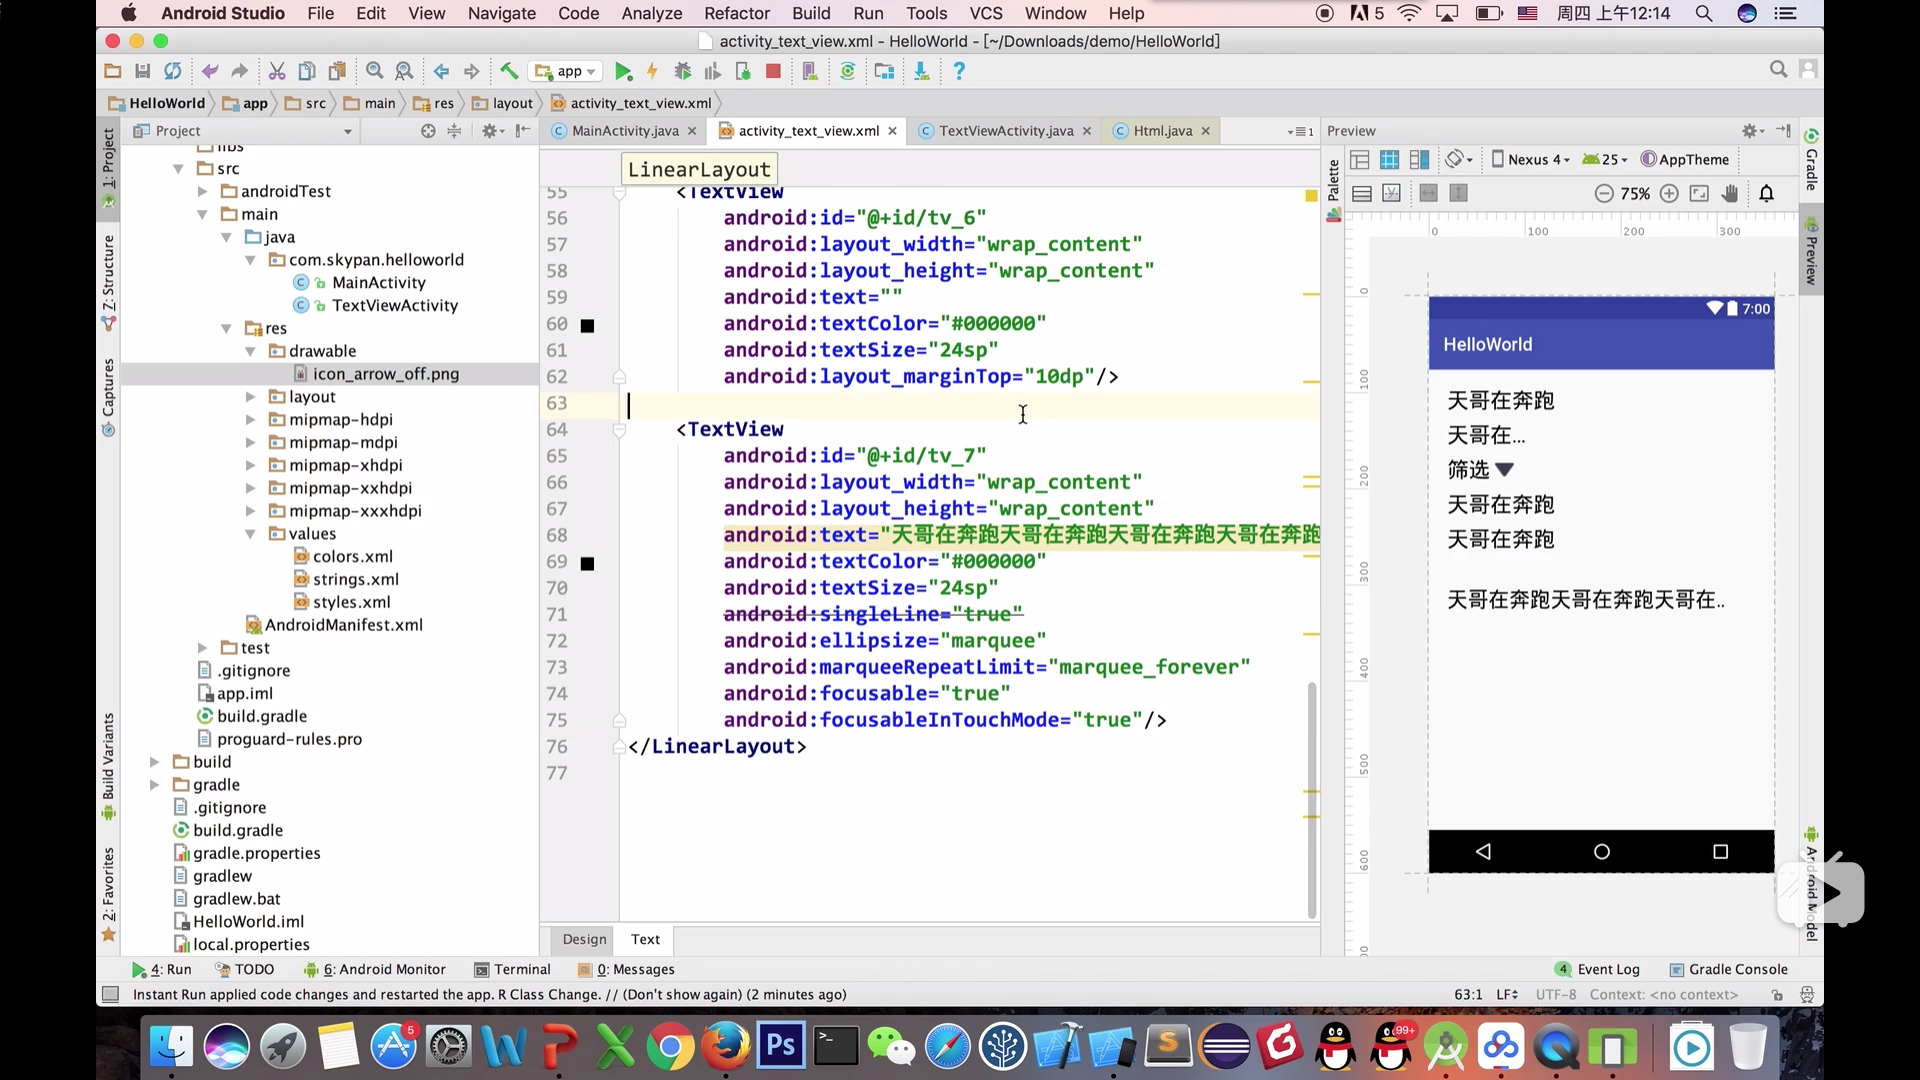 Android Studio File Edit View Navigate Code Analyze Refactor Build Run Tools VCS Window Help 5 周四 上午12:14
activity_text_view.xml - HelloWorld - [~/Downloads/demo/HelloWorld]
app
HelloWorld app src main res layout activity_text_view.xml
Project
MainActivity.java activity_text_view.xml TextViewActivity.java Html.java 1
Preview
1: Project
Z: Structure
Captures
Build Variants
2: Favorites
libs
src
androidTest
main
java
com.skypan.helloworld
MainActivity
TextViewActivity
res
drawable
icon_arrow_off.png
layout
mipmap-hdpi
mipmap-mdpi
mipmap-xhdpi
mipmap-xxhdpi
mipmap-xxxhdpi
values
colors.xml
strings.xml
styles.xml
AndroidManifest.xml
test
.gitignore
app.iml
build.gradle
proguard-rules.pro
build
gradle
.gitignore
build.gradle
gradle.properties
gradlew
gradlew.bat
HelloWorld.iml
local.properties
LinearLayout
55 <TextView
56 android:id="@+id/tv_6"
57 android:layout_width="wrap_content"
58 android:layout_height="wrap_content"
59 android:text=""
60 android:textColor="#000000"
61 android:textSize="24sp"
62 android:layout_marginTop="10dp"/>
63
64 <TextView
65 android:id="@+id/tv_7"
66 android:layout_width="wrap_content"
67 android:layout_height="wrap_content"
68 android:text="天哥在奔跑天哥在奔跑天哥在奔跑天哥在奔跑
69 android:textColor="#000000"
70 android:textSize="24sp"
71 android:singleLine="true"
72 android:ellipsize="marquee"
73 android:marqueeRepeatLimit="marquee_forever"
74 android:focusable="true"
75 android:focusableInTouchMode="true"/>
76 </LinearLayout>
77
Design Text
Palette
Nexus 4 25 AppTheme
75%
0 100 200 300
0
100
200
300
400
500
600
7:00
HelloWorld
天哥在奔跑
天哥在...
筛选
天哥在奔跑
天哥在奔跑
天哥在奔跑天哥在奔跑天哥在..
Gradle
Preview
Android Model
4: Run TODO 6: Android Monitor Terminal 0: Messages 4 Event Log Gradle Console
Instant Run applied code changes and restarted the app. R Class Change. // (Don't show again) (2 minutes ago) 63:1 LF UTF-8 Context: <no context>
5
Ps
99+